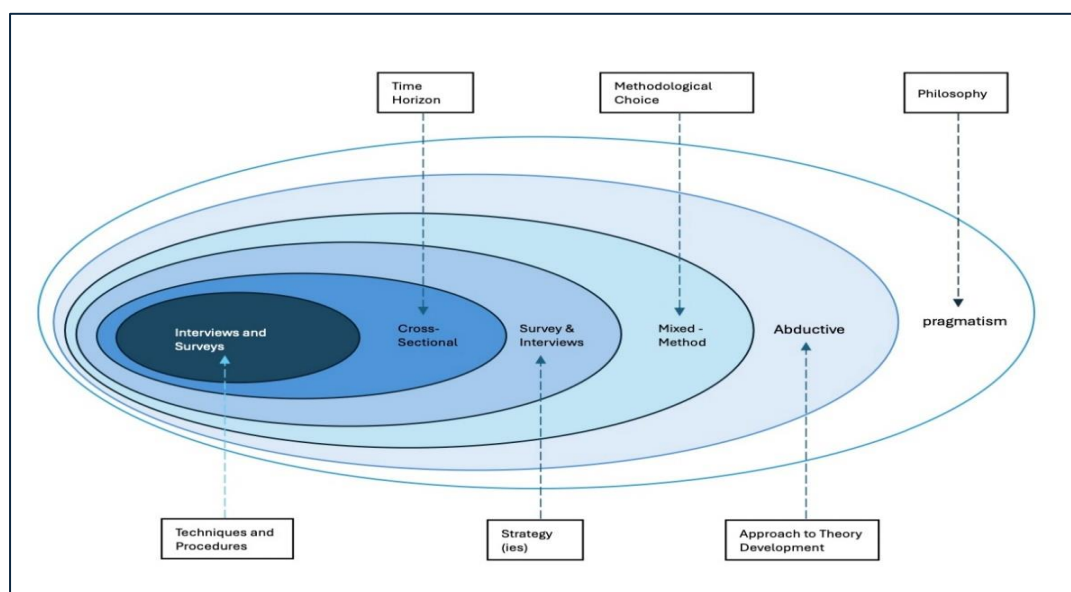 Time
Horizon
Methodological
Choice
Philosophy
Interviews and
Surveys
Cross-
Sectional
Survey &
Interviews
Mixed -
Method
Abductive
pragmatism
Techniques and
Procedures
Strategy
(ies)
Approach to Theory
Development